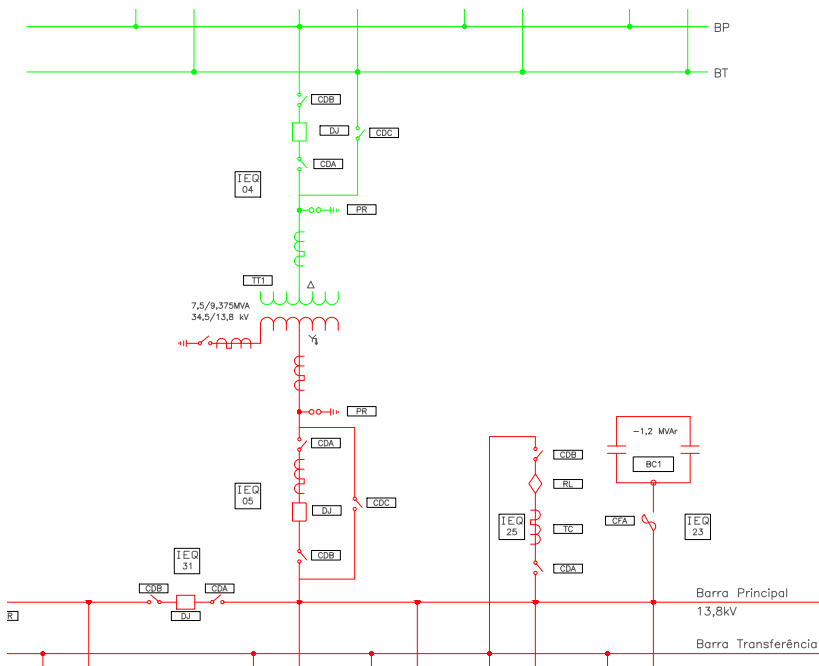 BP
BT
CDB
DJ
CDC
CDA
IEQ
04
PR
TT1
7,5/9,375MVA
34,5/13,8 kV
Y
PR
CDA
CDC
IEQ
05
DJ
CDB
-1,2 MVAr
BC1
CDB
RL
IEQ
25
TC
CDA
CFA
IEQ
23
IEQ
31
CDB
CDA
DJ
R
Barra Principal
13,8kV
Barra Transferência